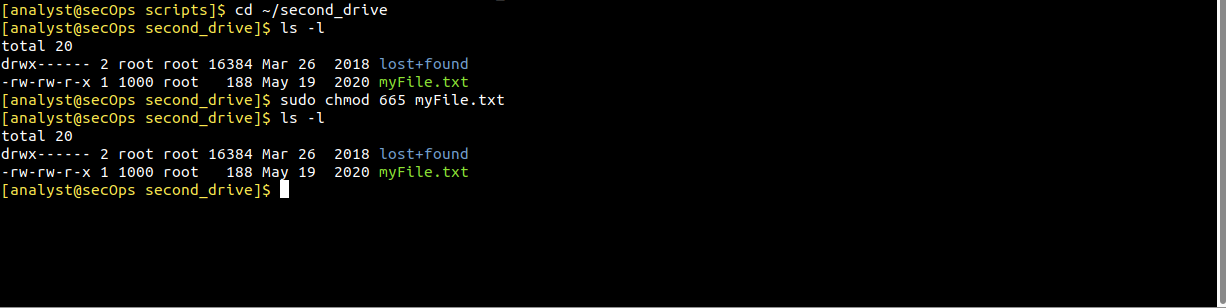 [analyst@secOps scripts]$ cd ~/second_drive
[analyst@secOps second_drive]$ ls -l
total 20
drwx------ 2 root root 16384 Mar 26  2018 lost+found
-rw-rw-r-x 1 1000 root   188 May 19  2020 myFile.txt
[analyst@secOps second_drive]$ sudo chmod 665 myFile.txt
[analyst@secOps second_drive]$ ls -l
total 20
drwx------ 2 root root 16384 Mar 26  2018 lost+found
-rw-rw-r-x 1 1000 root   188 May 19  2020 myFile.txt
[analyst@secOps second_drive]$